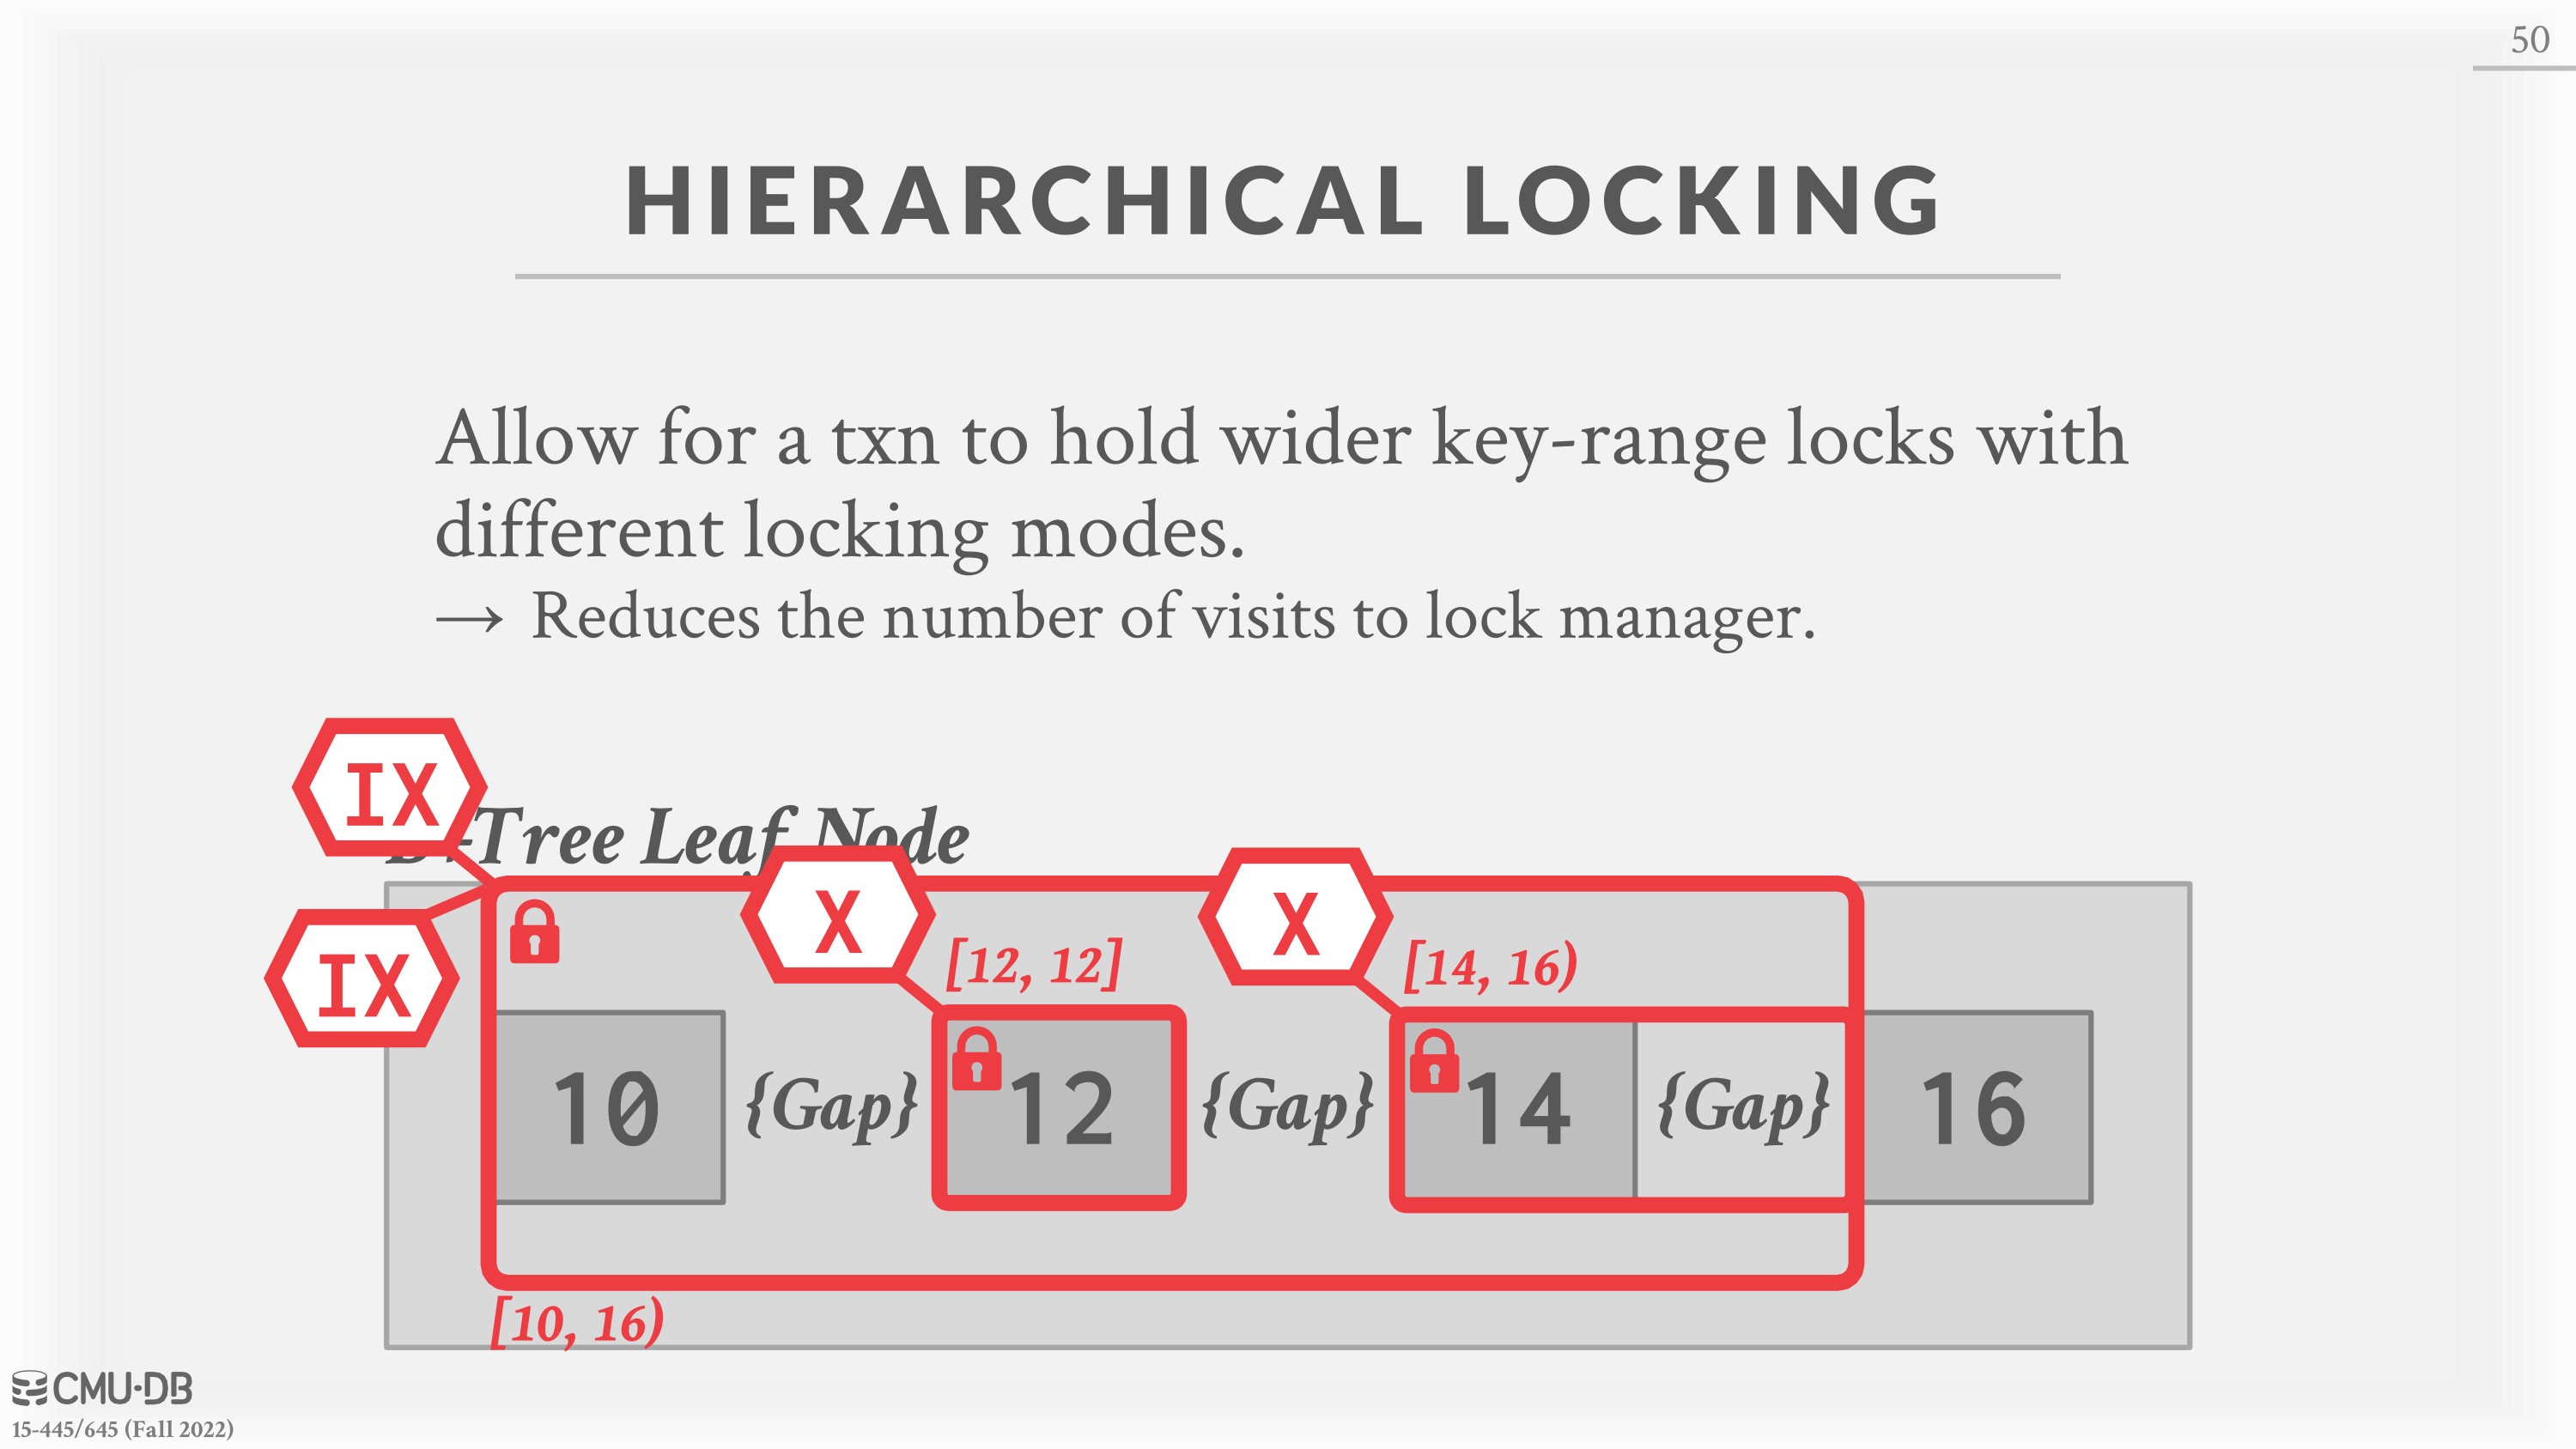 50
HIERARCHICAL LOCKING
Allow for a txn to hold wider key-range locks with
different locking modes.
→ Reduces the number of visits to lock manager.
IX
Tree Leaf Node
IX
X
[12, 12]
X
[14, 16)
10 {Gap} 12 {Gap} 14 {Gap} 16
[10, 16)
CMU·DB
15-445/645 (Fall 2022)